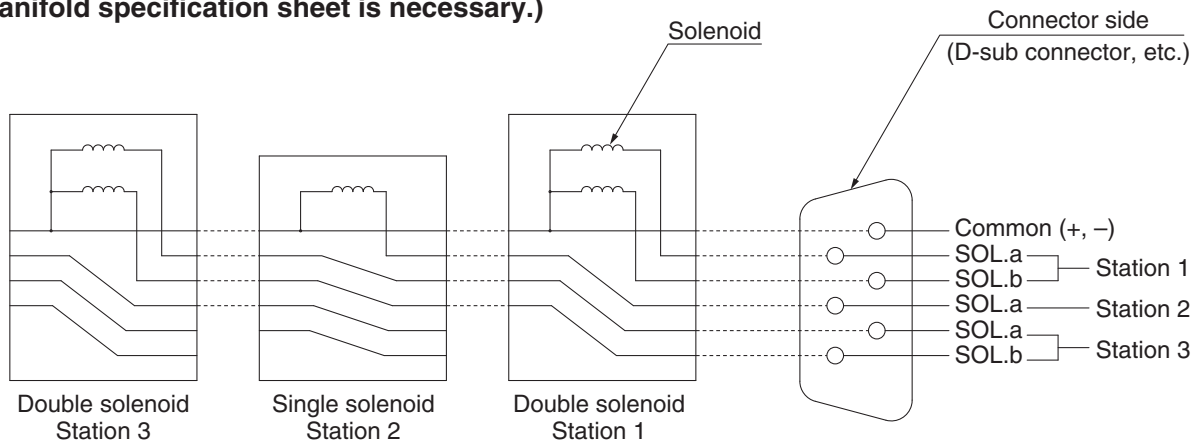 anifold specification sheet is necessary.)
Solenoid
Connector side
(D-sub connector, etc.)
Common (+, –)
SOL.a
SOL.b
Station 1
SOL.a
Station 2
SOL.a
SOL.b
Station 3
Double solenoid
Station 3
Single solenoid
Station 2
Double solenoid
Station 1